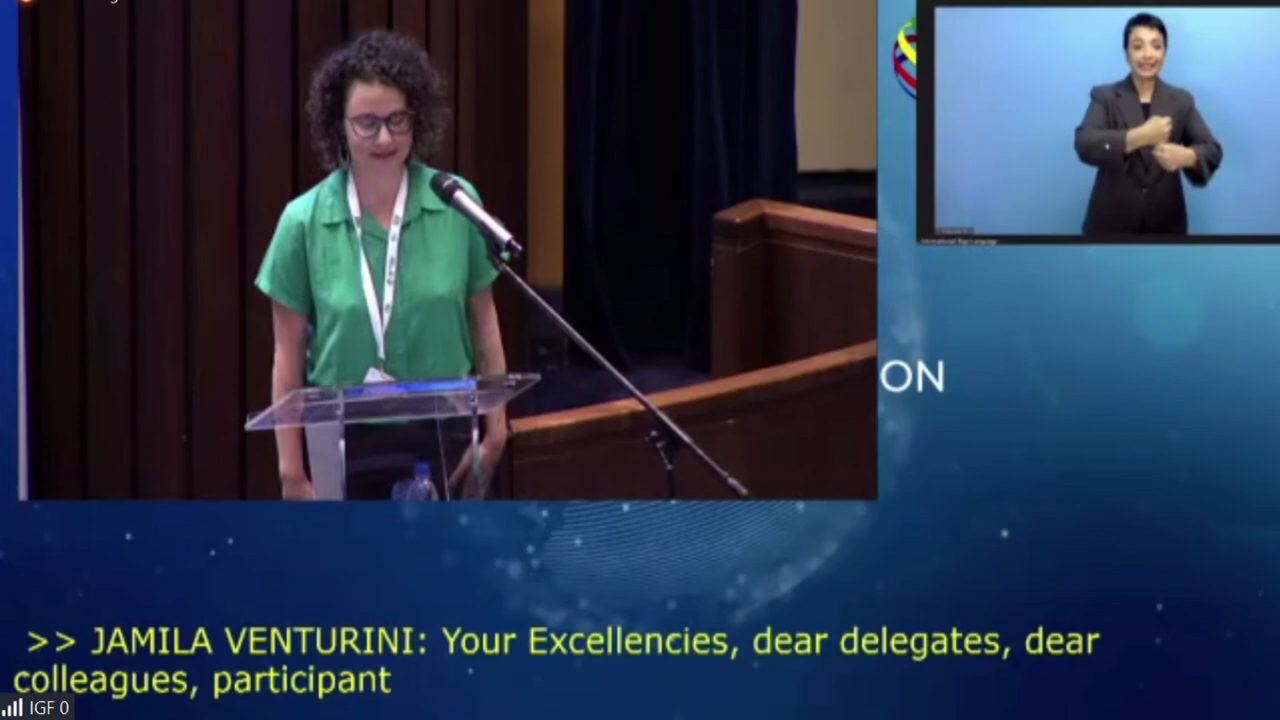 ON
>> JAMILA VENTURINI: Your Excellencies, dear delegates, dear
colleagues, participant
IGF 0